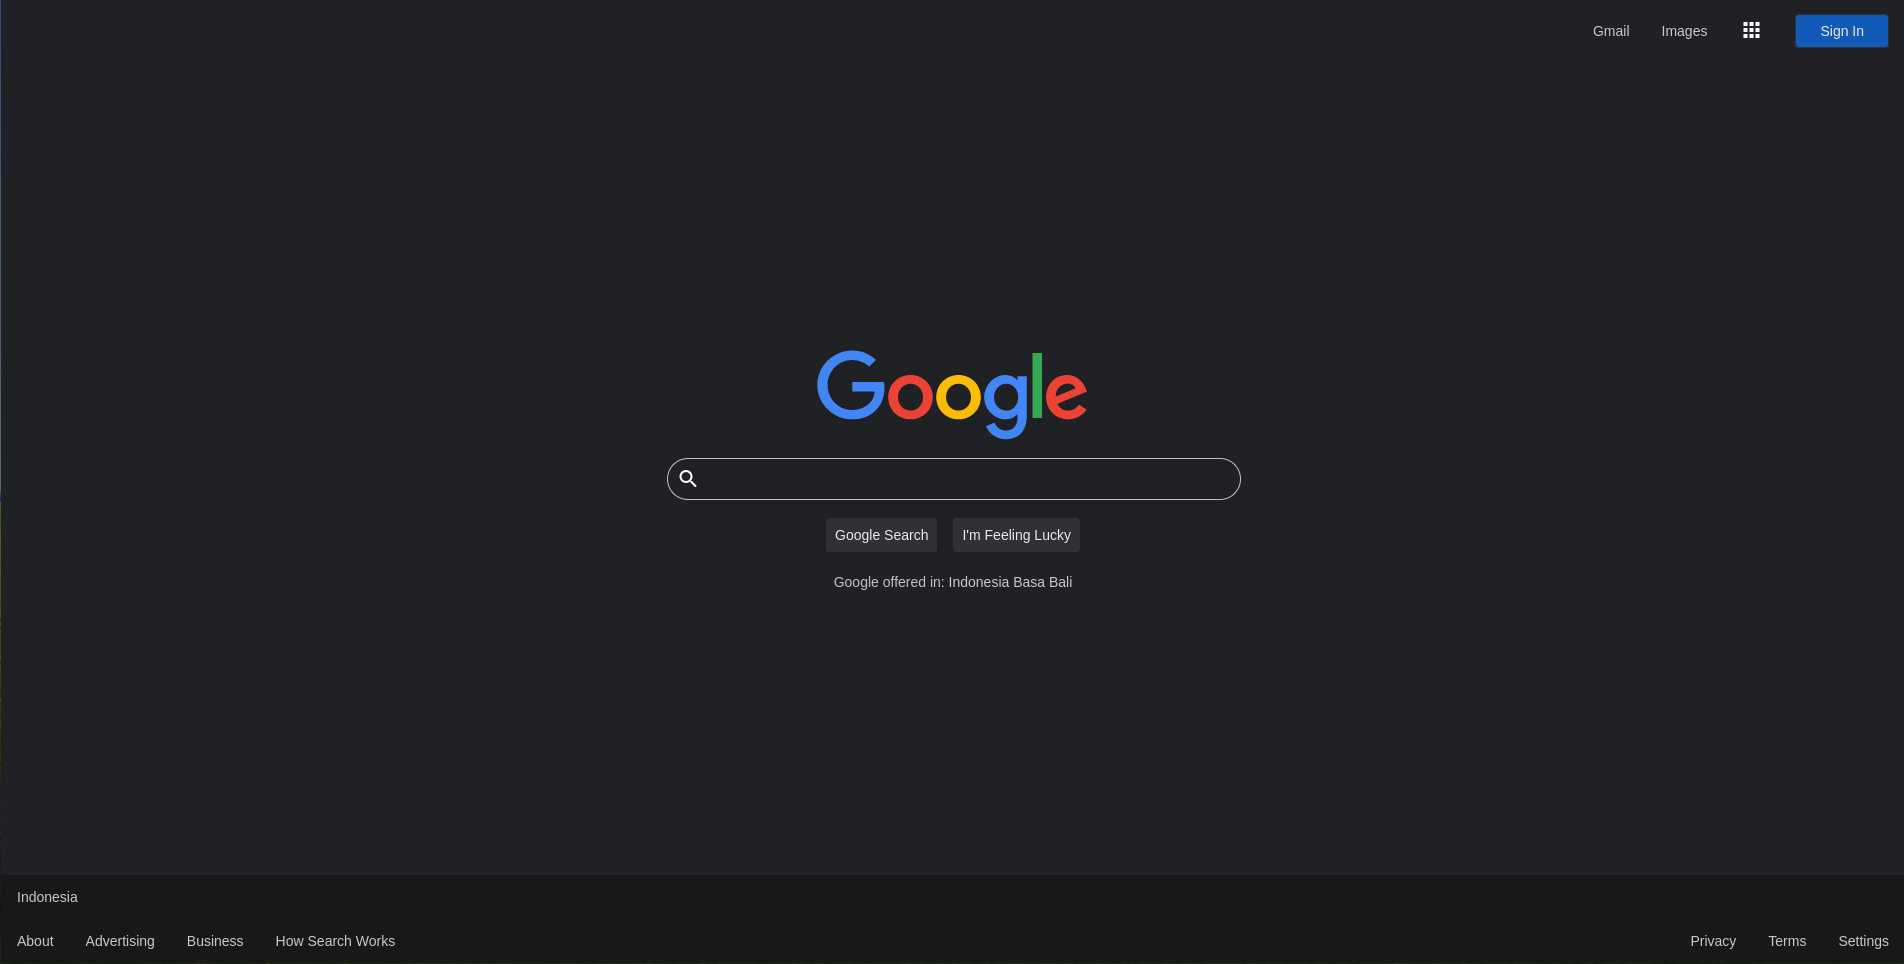 Gmail Images Sign In
Google
Google Search I'm Feeling Lucky
Google offered in: Indonesia Basa Bali
Indonesia
About Advertising Business How Search Works Privacy Terms Settings